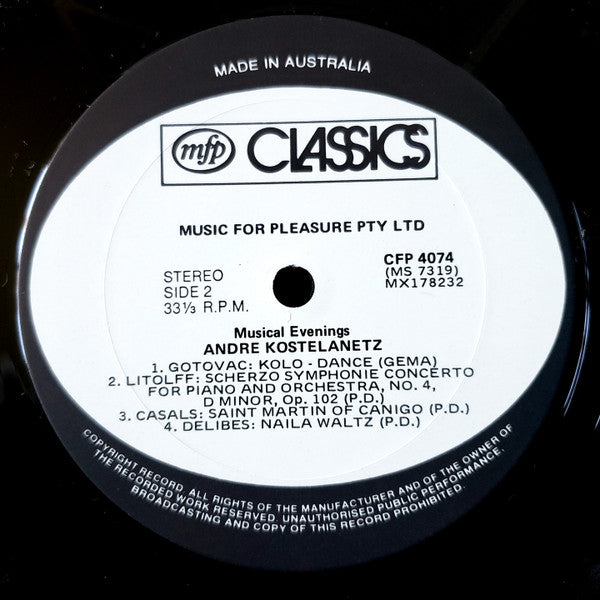 MADE IN AUSTRALIA
mfp CLASSICS
MUSIC FOR PLEASURE PTY LTD
STEREO
SIDE 2
33⅓ R.P.M.
CFP 4074
(MS 7319)
MX178232
Musical Evenings
ANDRE KOSTELANETZ
1. GOTOVAC: KOLO - DANCE (GEMA)
2. LITOLFF: SCHERZO SYMPHONIE CONCERTO
FOR PIANO AND ORCHESTRA, NO. 4,
D MINOR, Op. 102 (P.D.)
3. CASALS: SAINT MARTIN OF CANIGO (P.D.)
4. DELIBES: NAILA WALTZ (P.D.)
COPYRIGHT RECORD. ALL RIGHTS OF THE MANUFACTURER AND OF THE OWNER OF
THE RECORDED WORK RESERVED. UNAUTHORISED PUBLIC PERFORMANCE,
BROADCASTING AND COPY OF THIS RECORD PROHIBITED.